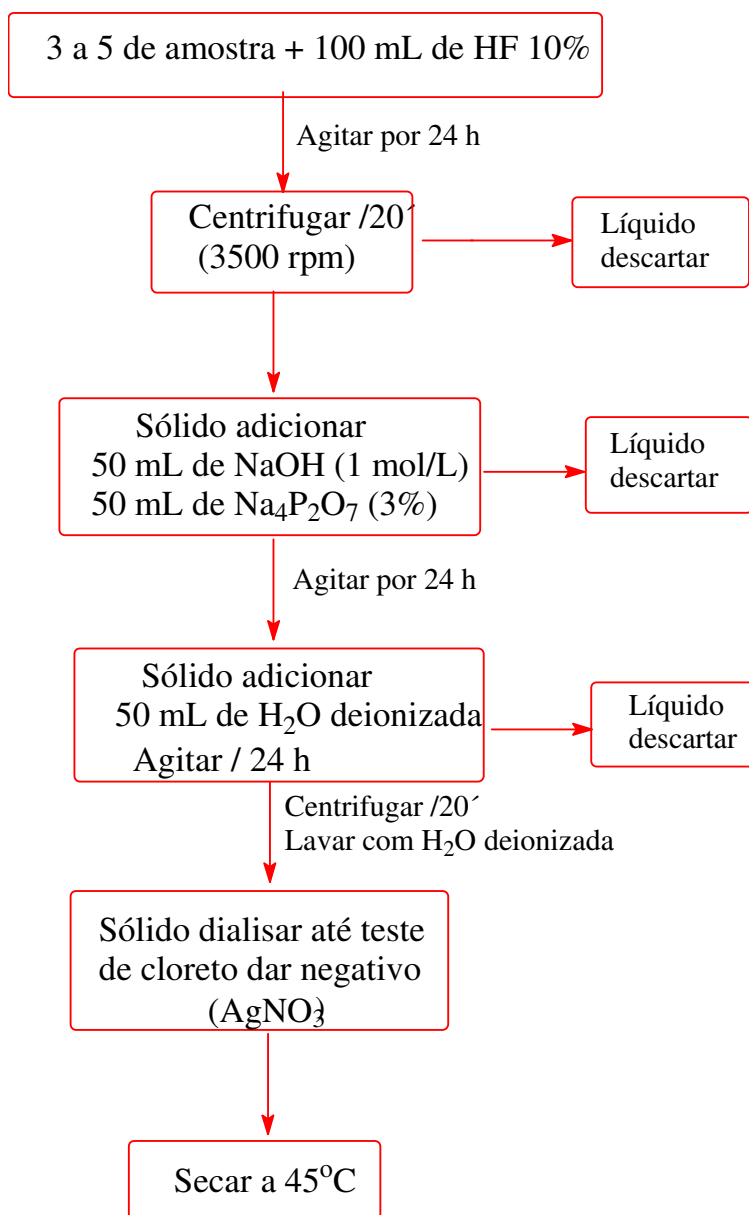 3 a 5 de amostra + 100 mL de HF 10%
Agitar por 24 h
Centrifugar /20´
(3500 rpm)
Líquido
descartar
Sólido adicionar
50 mL de NaOH (1 mol/L)
50 mL de Na₄P₂O₇ (3%)
Líquido
descartar
Agitar por 24 h
Sólido adicionar
50 mL de H₂O deionizada
Agitar / 24 h
Líquido
descartar
Centrifugar /20´
Lavar com H₂O deionizada
Sólido dialisar até teste
de cloreto dar negativo
(AgNO₃)
Secar a 45°C